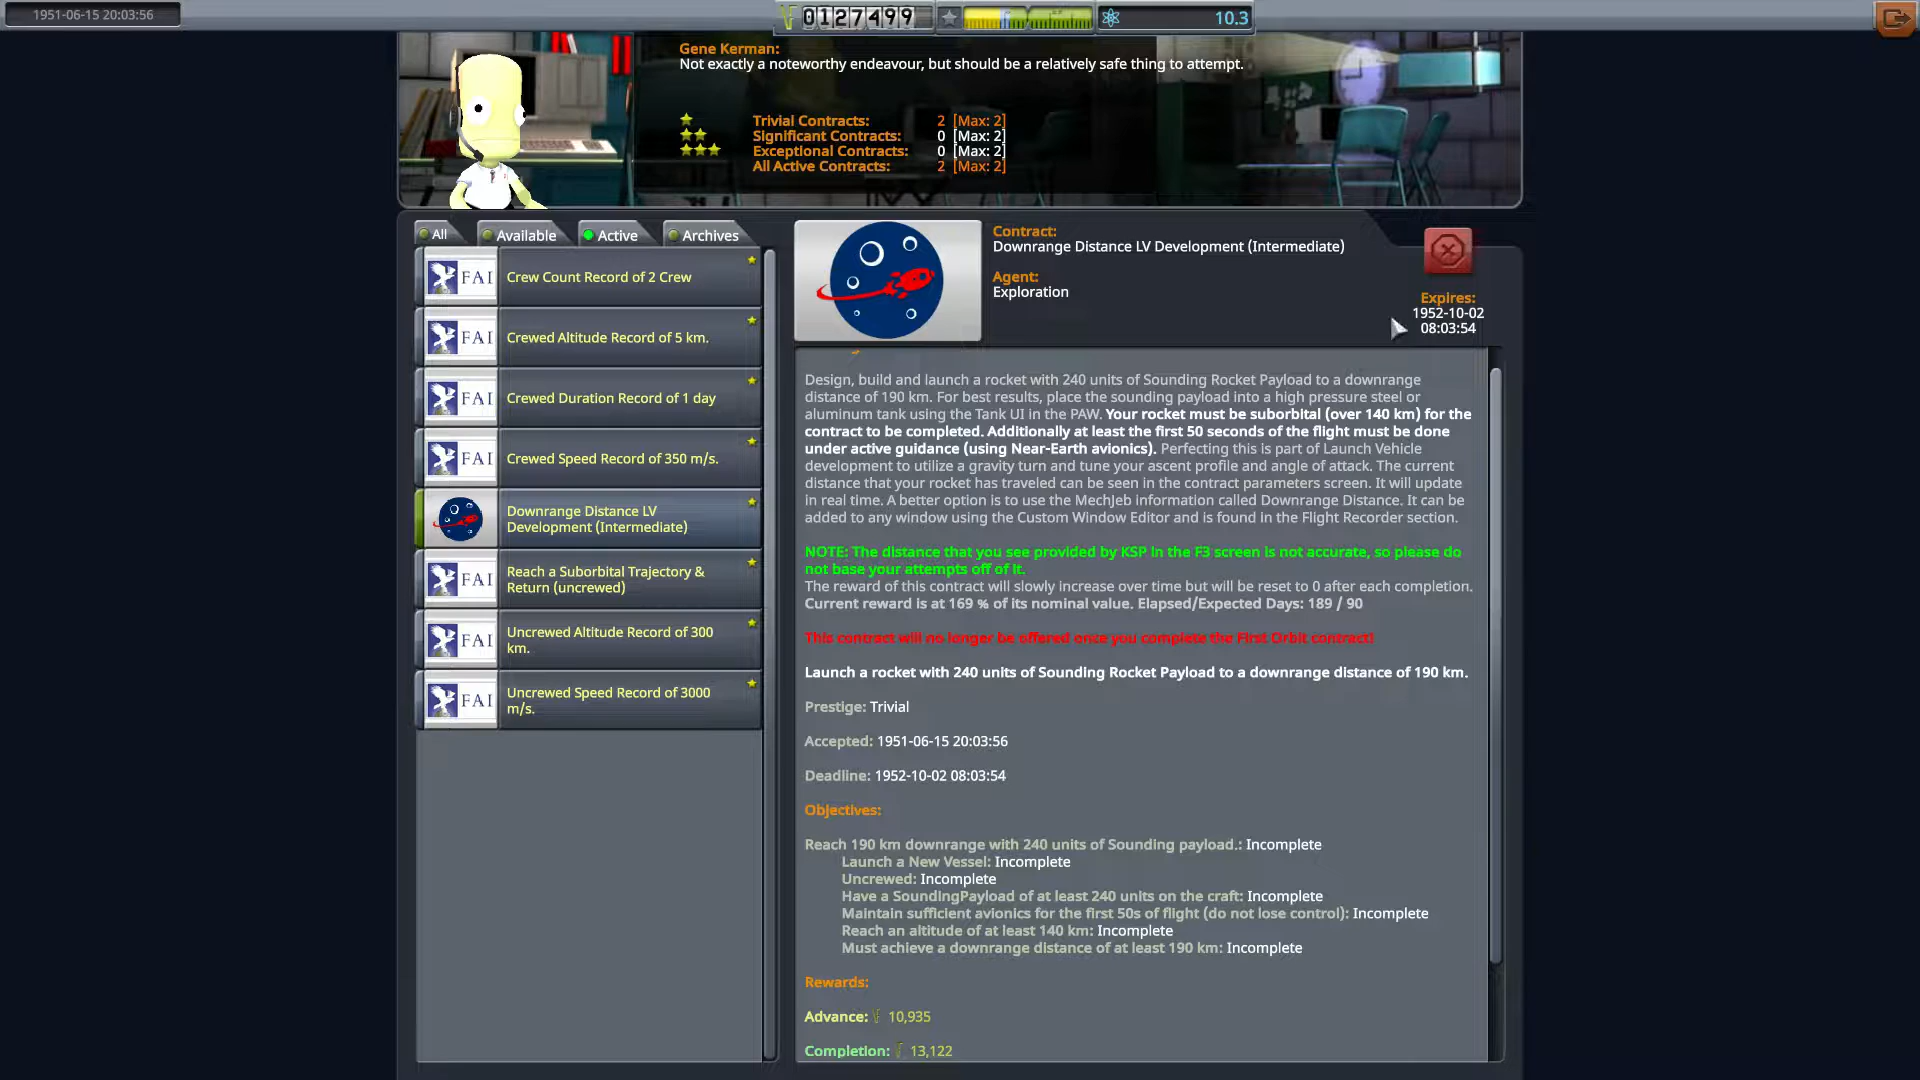 1951-06-15 20:03:56
0127499
10.3
Gene Kerman:
Not exactly a noteworthy endeavour, but should be a relatively safe thing to attempt.
Trivial Contracts: 2 [Max: 2]
Significant Contracts: 0 [Max: 2]
Exceptional Contracts: 0 [Max: 2]
All Active Contracts: 2 [Max: 2]
All
Available
Active
Archives
FAI
Crew Count Record of 2 Crew
FAI
Crewed Altitude Record of 5 km.
FAI
Crewed Duration Record of 1 day
FAI
Crewed Speed Record of 350 m/s.
Downrange Distance LV
Development (Intermediate)
FAI
Reach a Suborbital Trajectory &
Return (uncrewed)
FAI
Uncrewed Altitude Record of 300
km.
FAI
Uncrewed Speed Record of 3000
m/s.
Contract:
Downrange Distance LV Development (Intermediate)
Agent:
Exploration
Expires:
1952-10-02
08:03:54
Design, build and launch a rocket with 240 units of Sounding Rocket Payload to a downrange
distance of 190 km. For best results, place the sounding payload into a high pressure steel or
aluminum tank using the Tank UI in the PAW. Your rocket must be suborbital (over 140 km) for the
contract to be completed. Additionally at least the first 50 seconds of the flight must be done
under active guidance (using Near-Earth avionics). Perfecting this is part of Launch Vehicle
development to utilize a gravity turn and tune your ascent profile and angle of attack. The current
distance that your rocket has traveled can be seen in the contract parameters screen. It will update
in real time. A better option is to use the MechJeb information called Downrange Distance. It can be
added to any window using the Custom Window Editor and is found in the Flight Recorder section.
NOTE: The distance that you see provided by KSP in the F3 screen is not accurate, so please do
not base your attempts off of it.
The reward of this contract will slowly increase over time but will be reset to 0 after each completion.
Current reward is at 169 % of its nominal value. Elapsed/Expected Days: 189 / 90
This contract will no longer be offered once you complete the First Orbit contract!
Launch a rocket with 240 units of Sounding Rocket Payload to a downrange distance of 190 km.
Prestige: Trivial
Accepted: 1951-06-15 20:03:56
Deadline: 1952-10-02 08:03:54
Objectives:
Reach 190 km downrange with 240 units of Sounding payload.: Incomplete
Launch a New Vessel: Incomplete
Uncrewed: Incomplete
Have a SoundingPayload of at least 240 units on the craft: Incomplete
Maintain sufficient avionics for the first 50s of flight (do not lose control): Incomplete
Reach an altitude of at least 140 km: Incomplete
Must achieve a downrange distance of at least 190 km: Incomplete
Rewards:
Advance: 10,935
Completion: 13,122